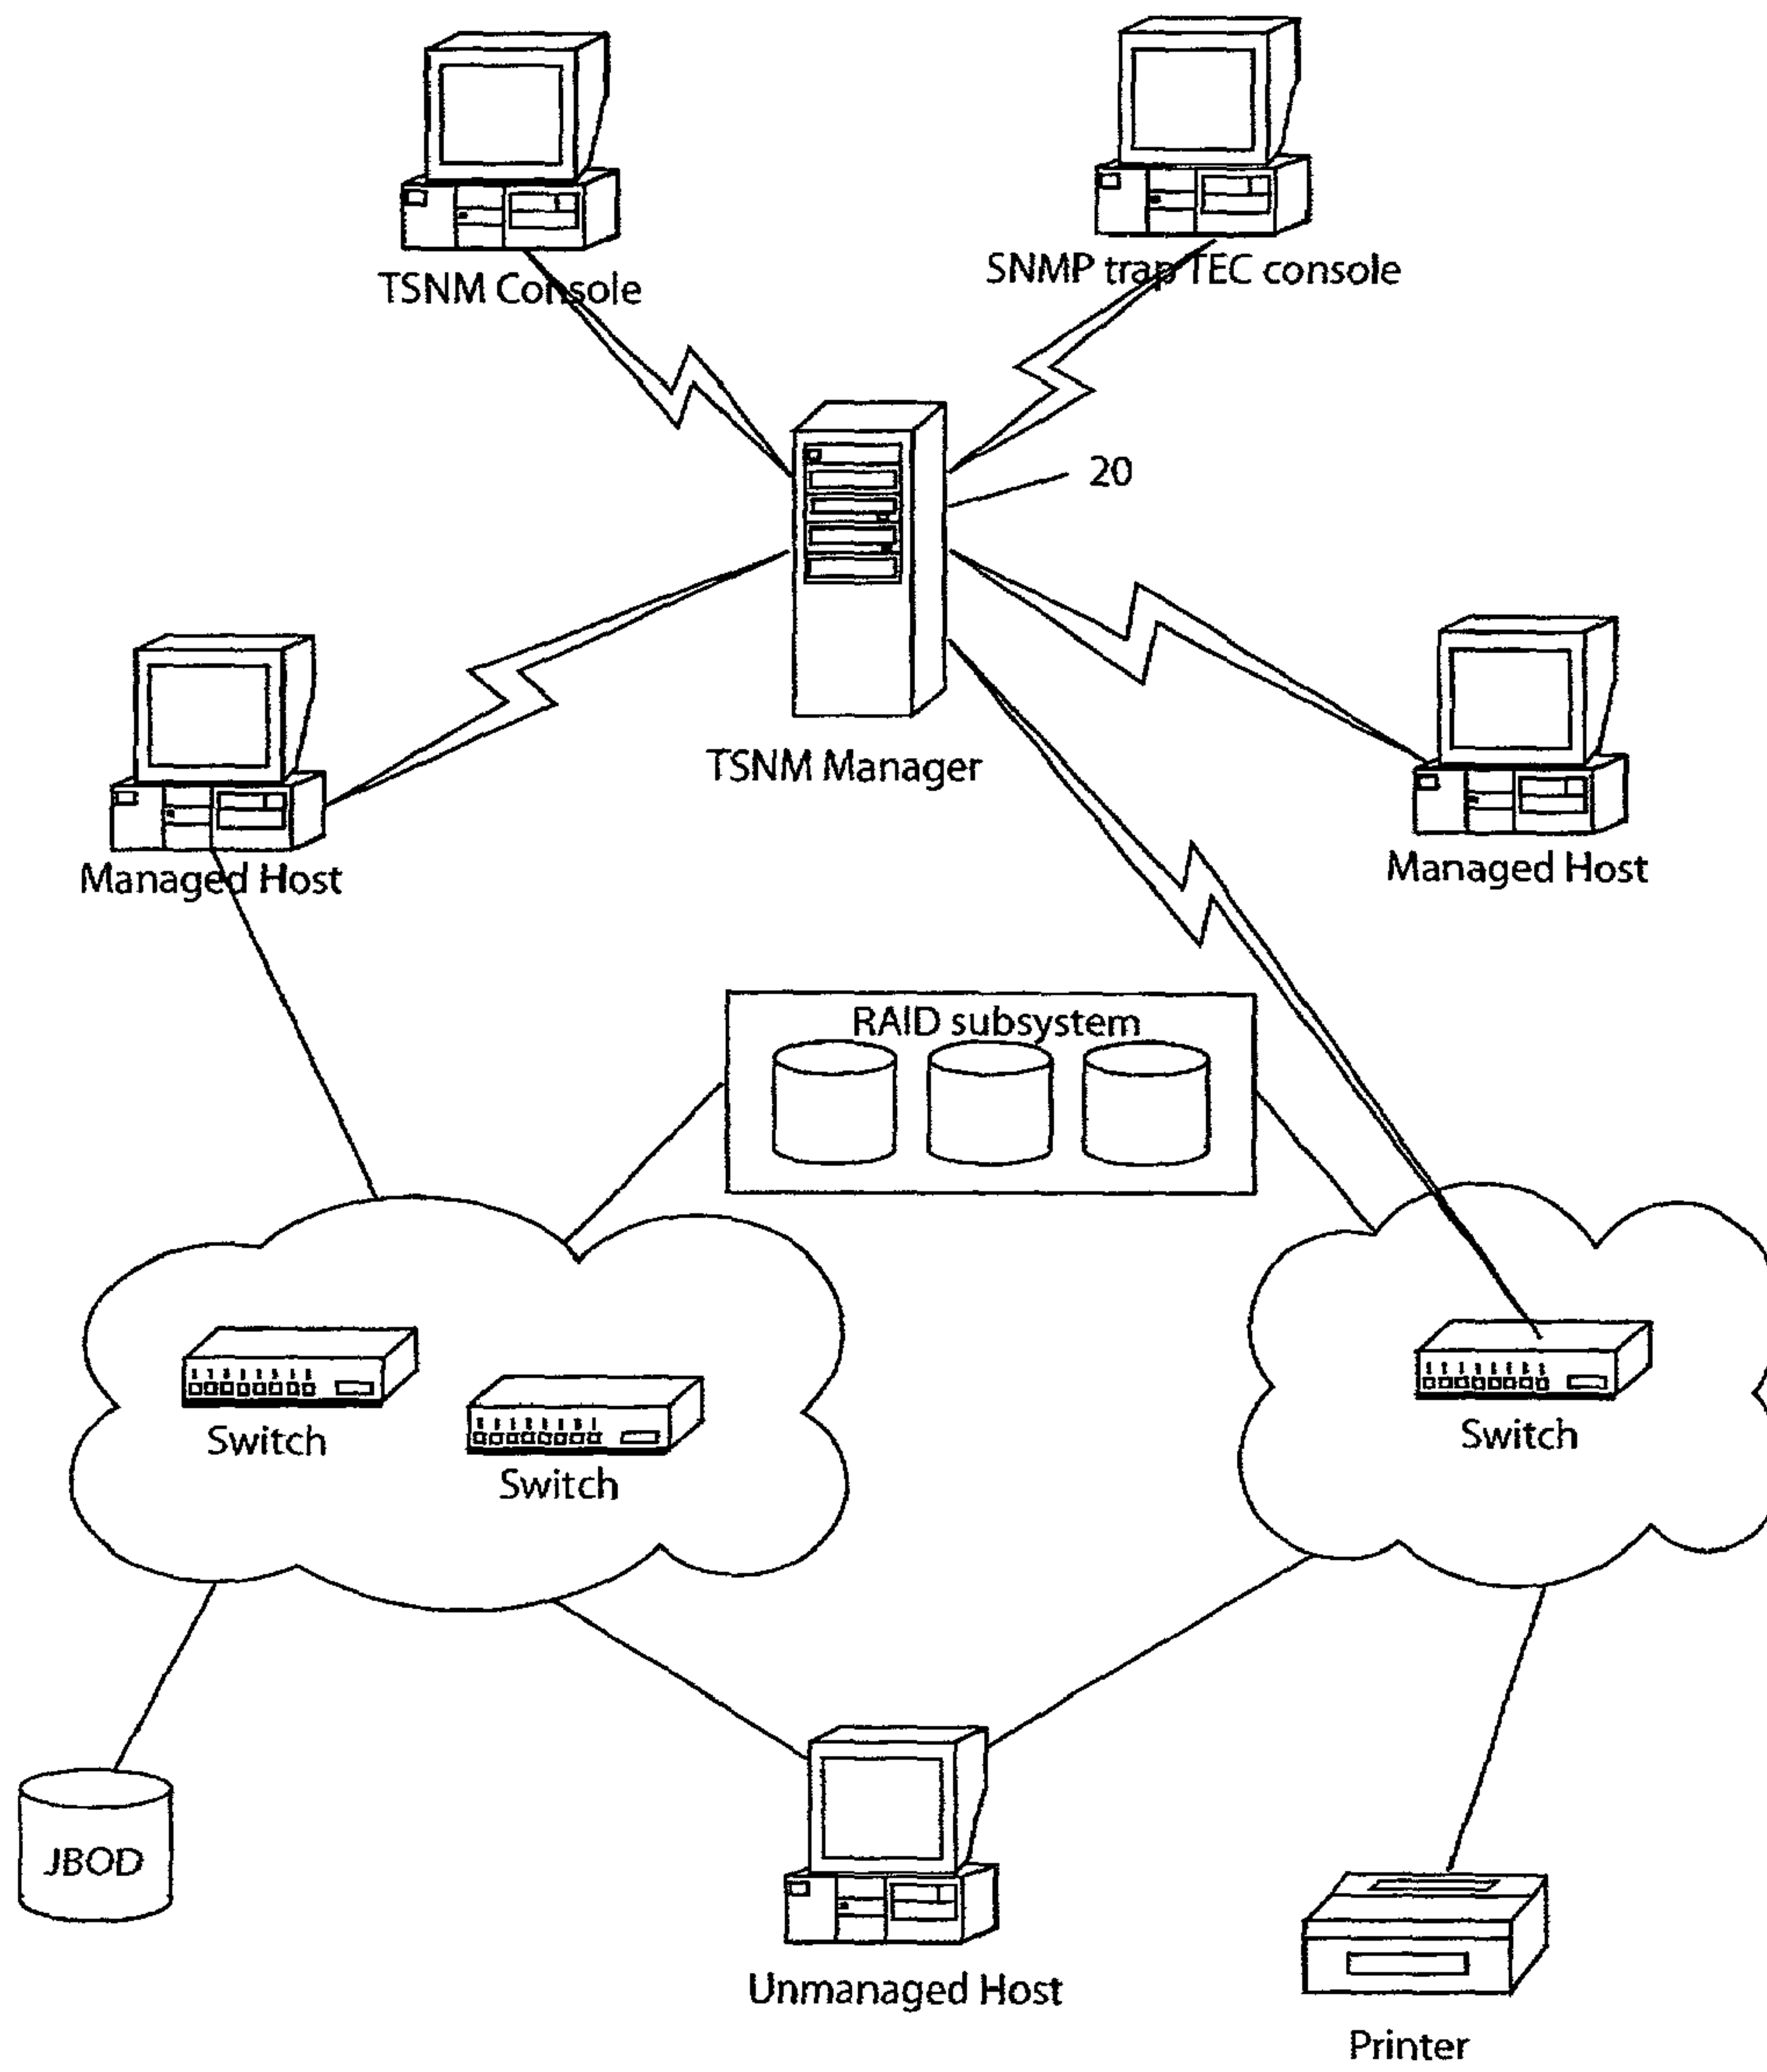 TSNM Console
SNMP trap TEC console
20
TSNM Manager
Managed Host
Managed Host
RAID subsystem
Switch
Switch
Switch
JBOD
Unmanaged Host
Printer